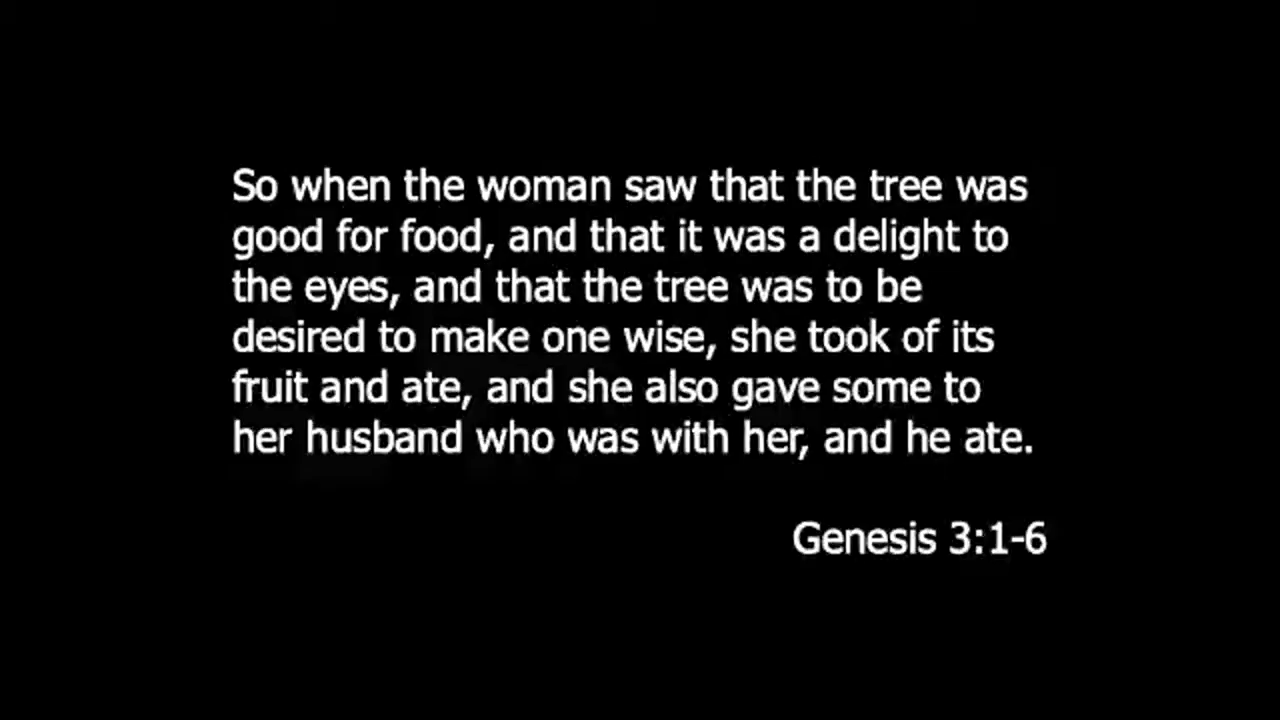 So when the woman saw that the tree was
good for food, and that it was a delight to
the eyes, and that the tree was to be
desired to make one wise, she took of its
fruit and ate, and she also gave some to
her husband who was with her, and he ate.
Genesis 3:1-6